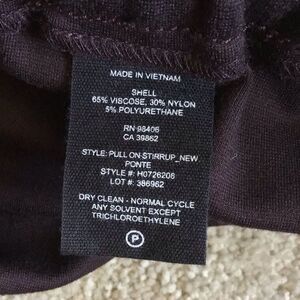 MADE IN VIETNAM
SHELL
65% VISCOSE, 30% NYLON
5% POLYURETHANE
RN 98406
CA 39862
STYLE: PULL ON STIRRUP_NEW
PONTE
STYLE #: H0726206
LOT #: 386962
DRY CLEAN - NORMAL CYCLE
ANY SOLVENT EXCEPT
TRICHLOROETHYLENE
P